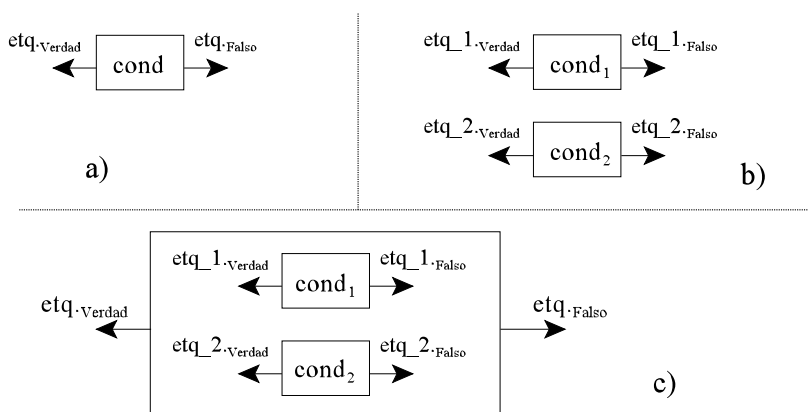 etq.Verdad etq.Falso
cond
a)
etq_1.Verdad etq_1.Falso
cond1
etq_2.Verdad etq_2.Falso
cond2
b)
etq_1.Verdad etq_1.Falso
cond1
etq.Verdad etq.Falso
etq_2.Verdad etq_2.Falso
cond2
c)